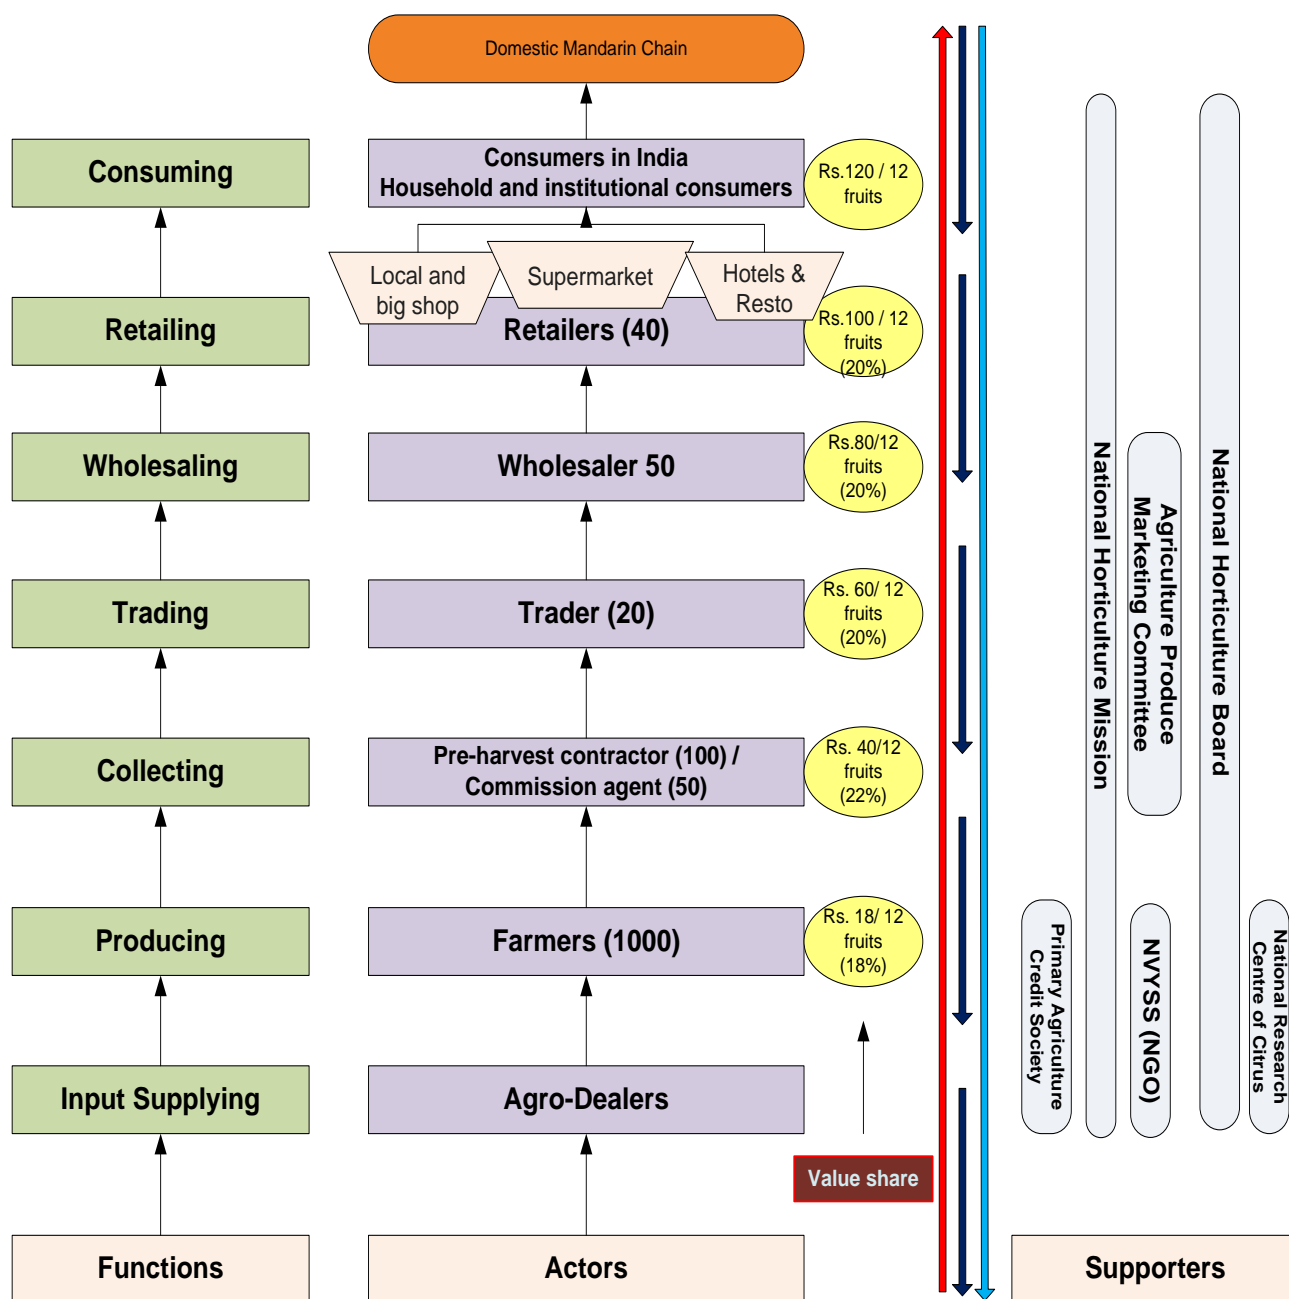 Domestic Mandarin Chain
Consuming
Consumers in India
Household and institutional consumers
Rs.120 / 12
fruits
Local and
big shop
Supermarket
Hotels &
Resto
Retailing
Retailers (40)
Rs.100 / 12
fruits
(20%)
Wholesaling
Wholesaler 50
Rs.80/12
fruits
(20%)
Trading
Trader (20)
Rs. 60/ 12
fruits
(20%)
Collecting
Pre-harvest contractor (100) /
Commission agent (50)
Rs. 40/12
fruits
(22%)
Producing
Farmers (1000)
Rs. 18/ 12
fruits
(18%)
Input Supplying
Agro-Dealers
Value share
Functions
Actors
Supporters
Primary Agriculture
Credit Society
National Horticulture Mission
Agriculture Produce
Marketing Committee
NVYSS (NGO)
National Horticulture Board
National Research
Centre of Citrus